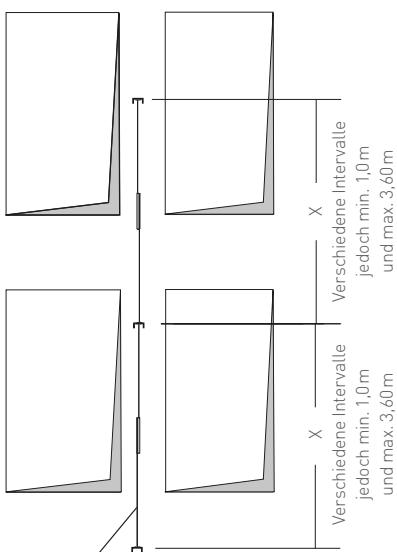 X
Verschiedene Intervalle
jedoch min. 1,0m
und max. 3,60m
X
Verschiedene Intervalle
jedoch min. 1,0m
und max. 3,60m